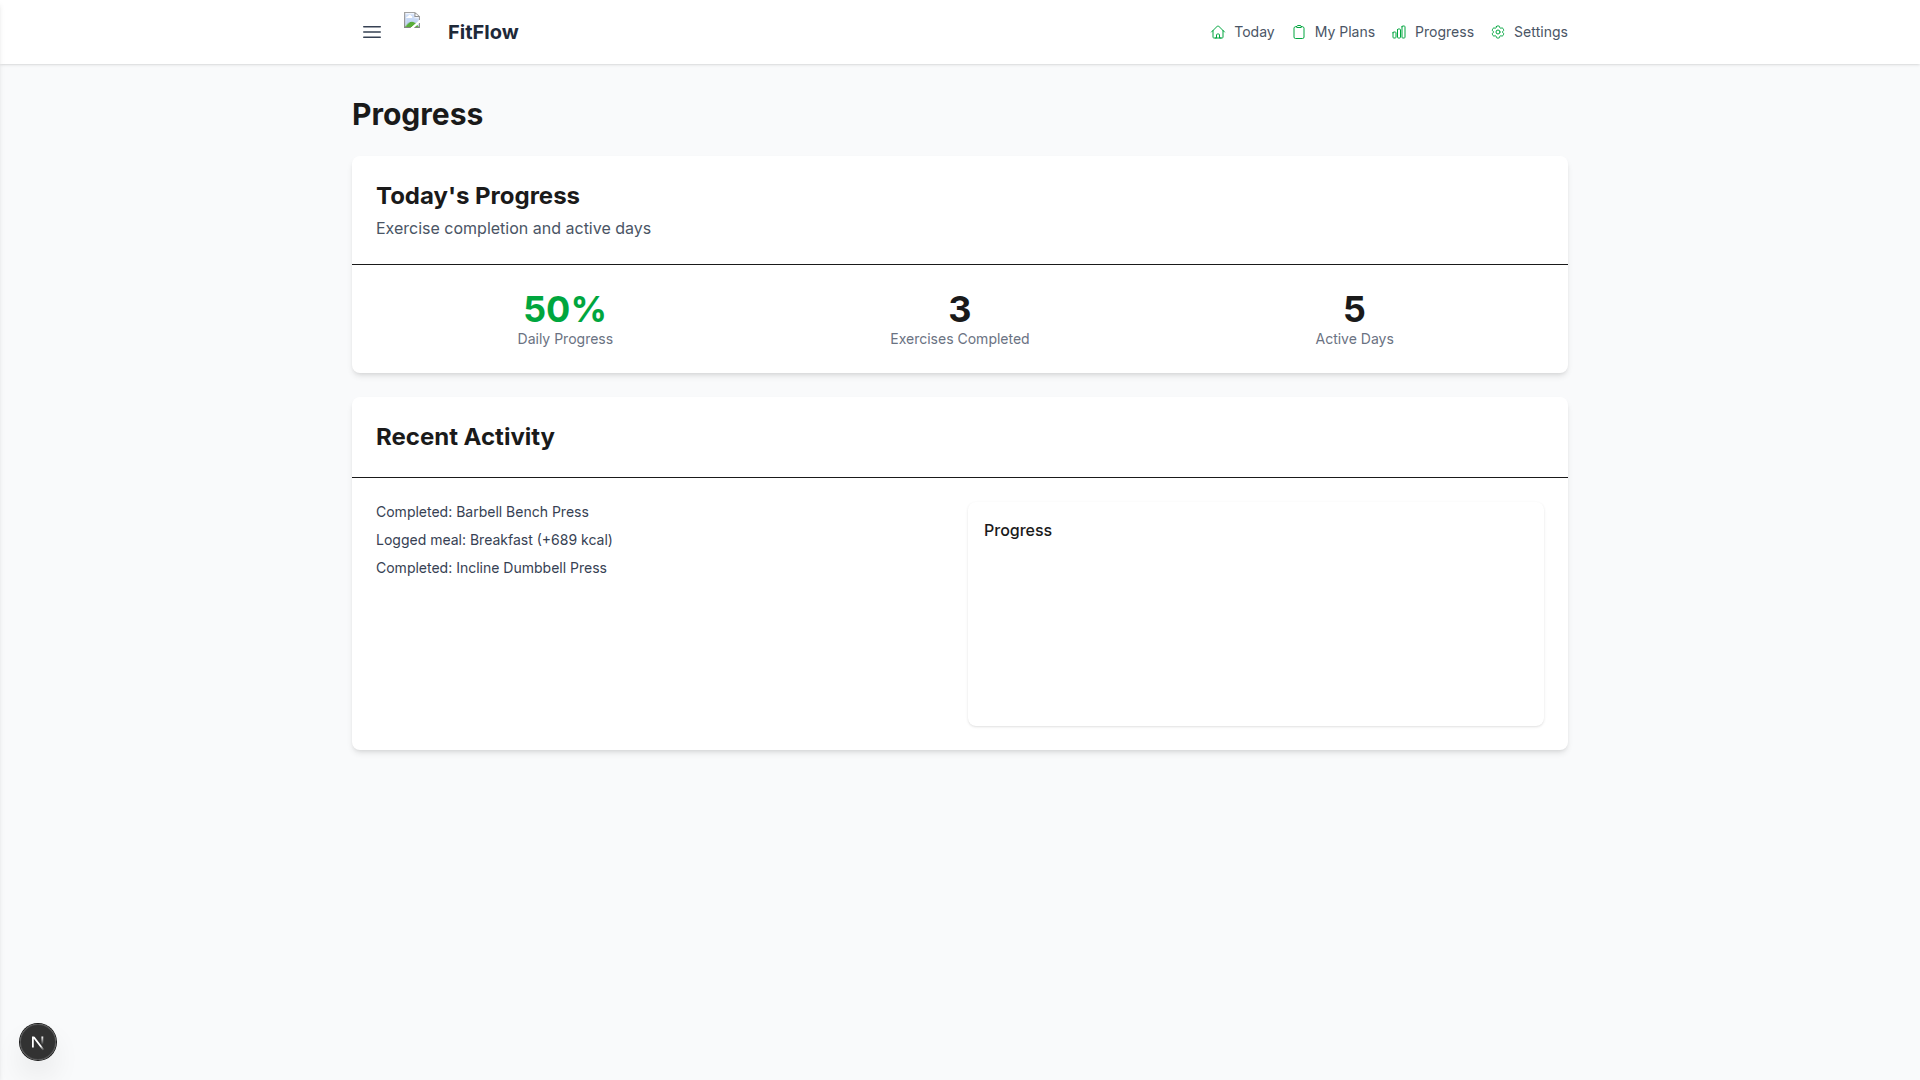 FitFlow
Today
My Plans
Progress
Settings
Progress
Today's Progress
Exercise completion and active days
50%
Daily Progress
3
Exercises Completed
5
Active Days
Recent Activity
Completed: Barbell Bench Press
Logged meal: Breakfast (+689 kcal)
Completed: Incline Dumbbell Press
Progress
N